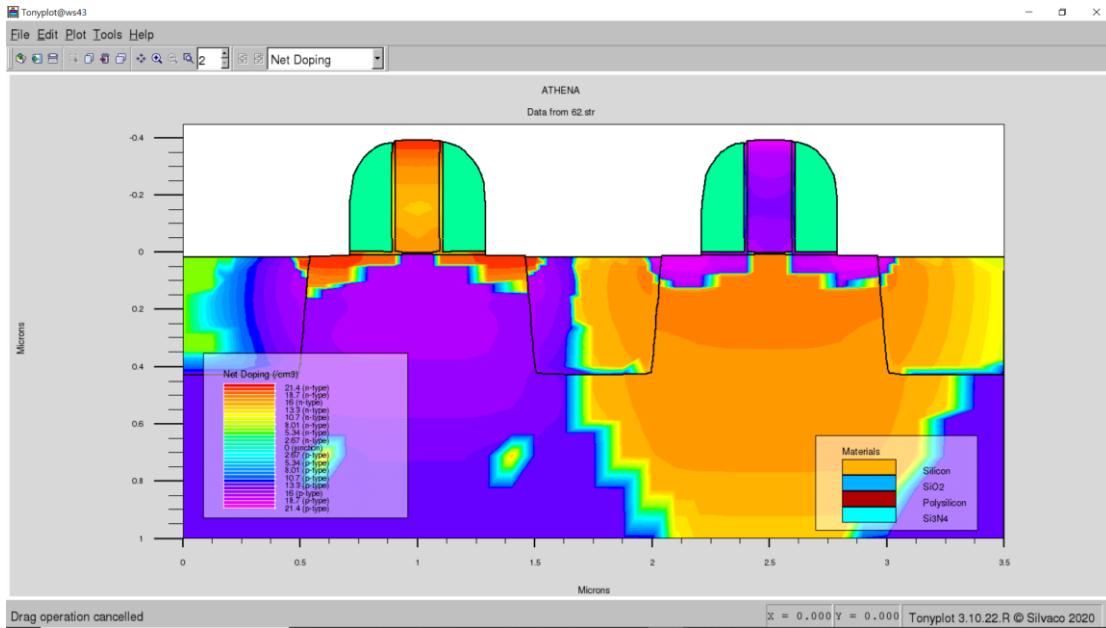 Tonyplot@ws43
File Edit Plot Tools Help
2 Net Doping
ATHENA
Data from 62.str
Microns
-0.4
-0.2
0
0.2
0.4
0.6
0.8
1
Net Doping (/cm3)
21.4 (n-type)
18.7 (n-type)
16 (n-type)
13.3 (n-type)
10.7 (n-type)
8.01 (n-type)
5.34 (n-type)
2.67 (n-type)
0 (junction)
2.67 (p-type)
5.34 (p-type)
8.01 (p-type)
10.7 (p-type)
13.3 (p-type)
16 (p-type)
18.7 (p-type)
21.4 (p-type)
Materials
Silicon
SiO2
Polysilicon
Si3N4
0 0.5 1 1.5 2 2.5 3 3.5
Microns
Drag operation cancelled X = 0.000 Y = 0.000 Tonyplot 3.10.22.R © Silvaco 2020